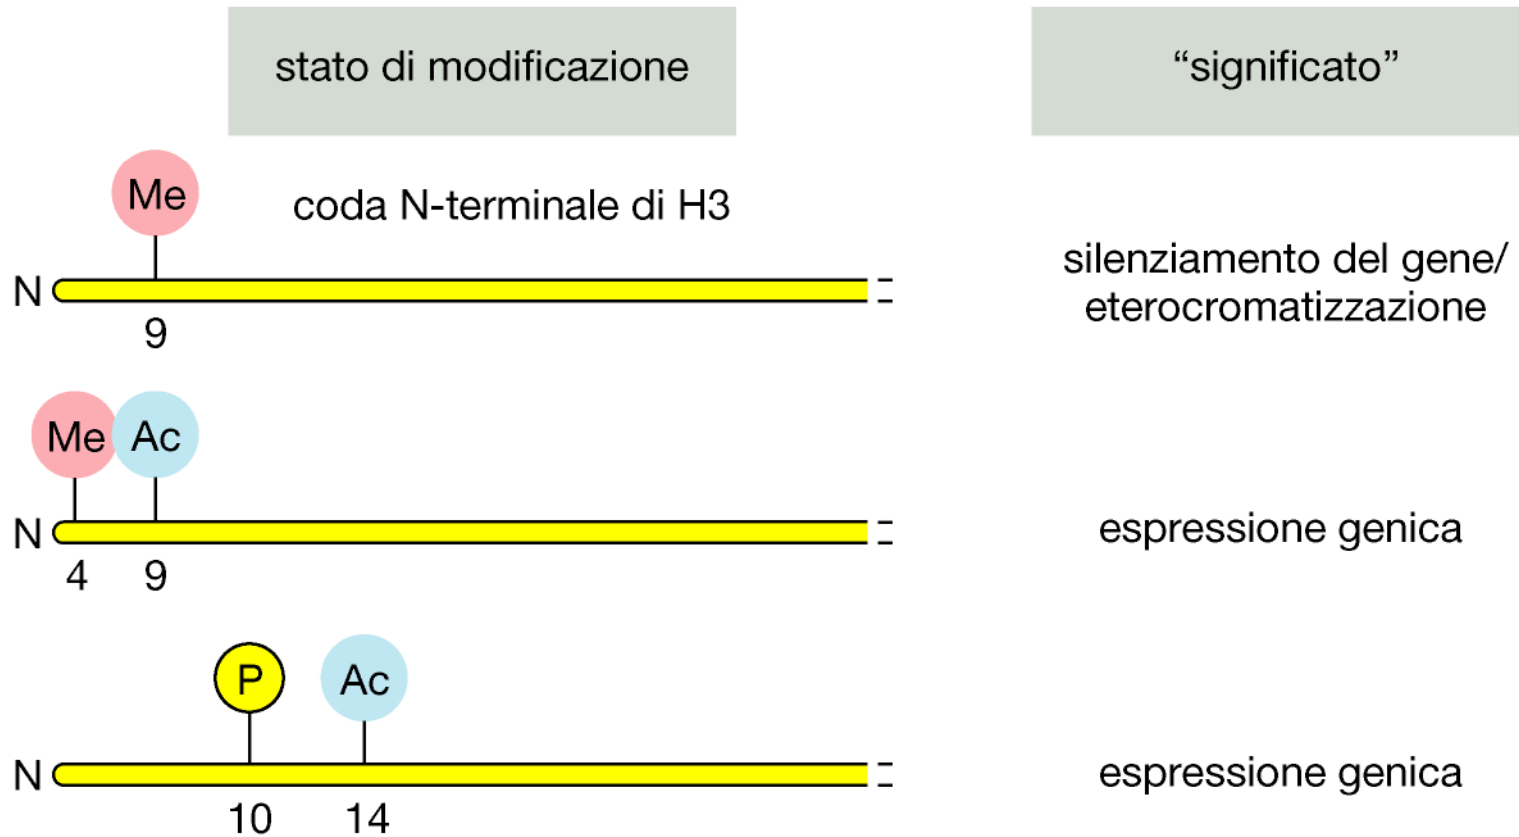 stato di modificazione
“significato”
Me
coda N-terminale di H3
N
9
silenziamento del gene/
eterocromatizzazione
Me Ac
N
4 9
espressione genica
P Ac
N
10 14
espressione genica